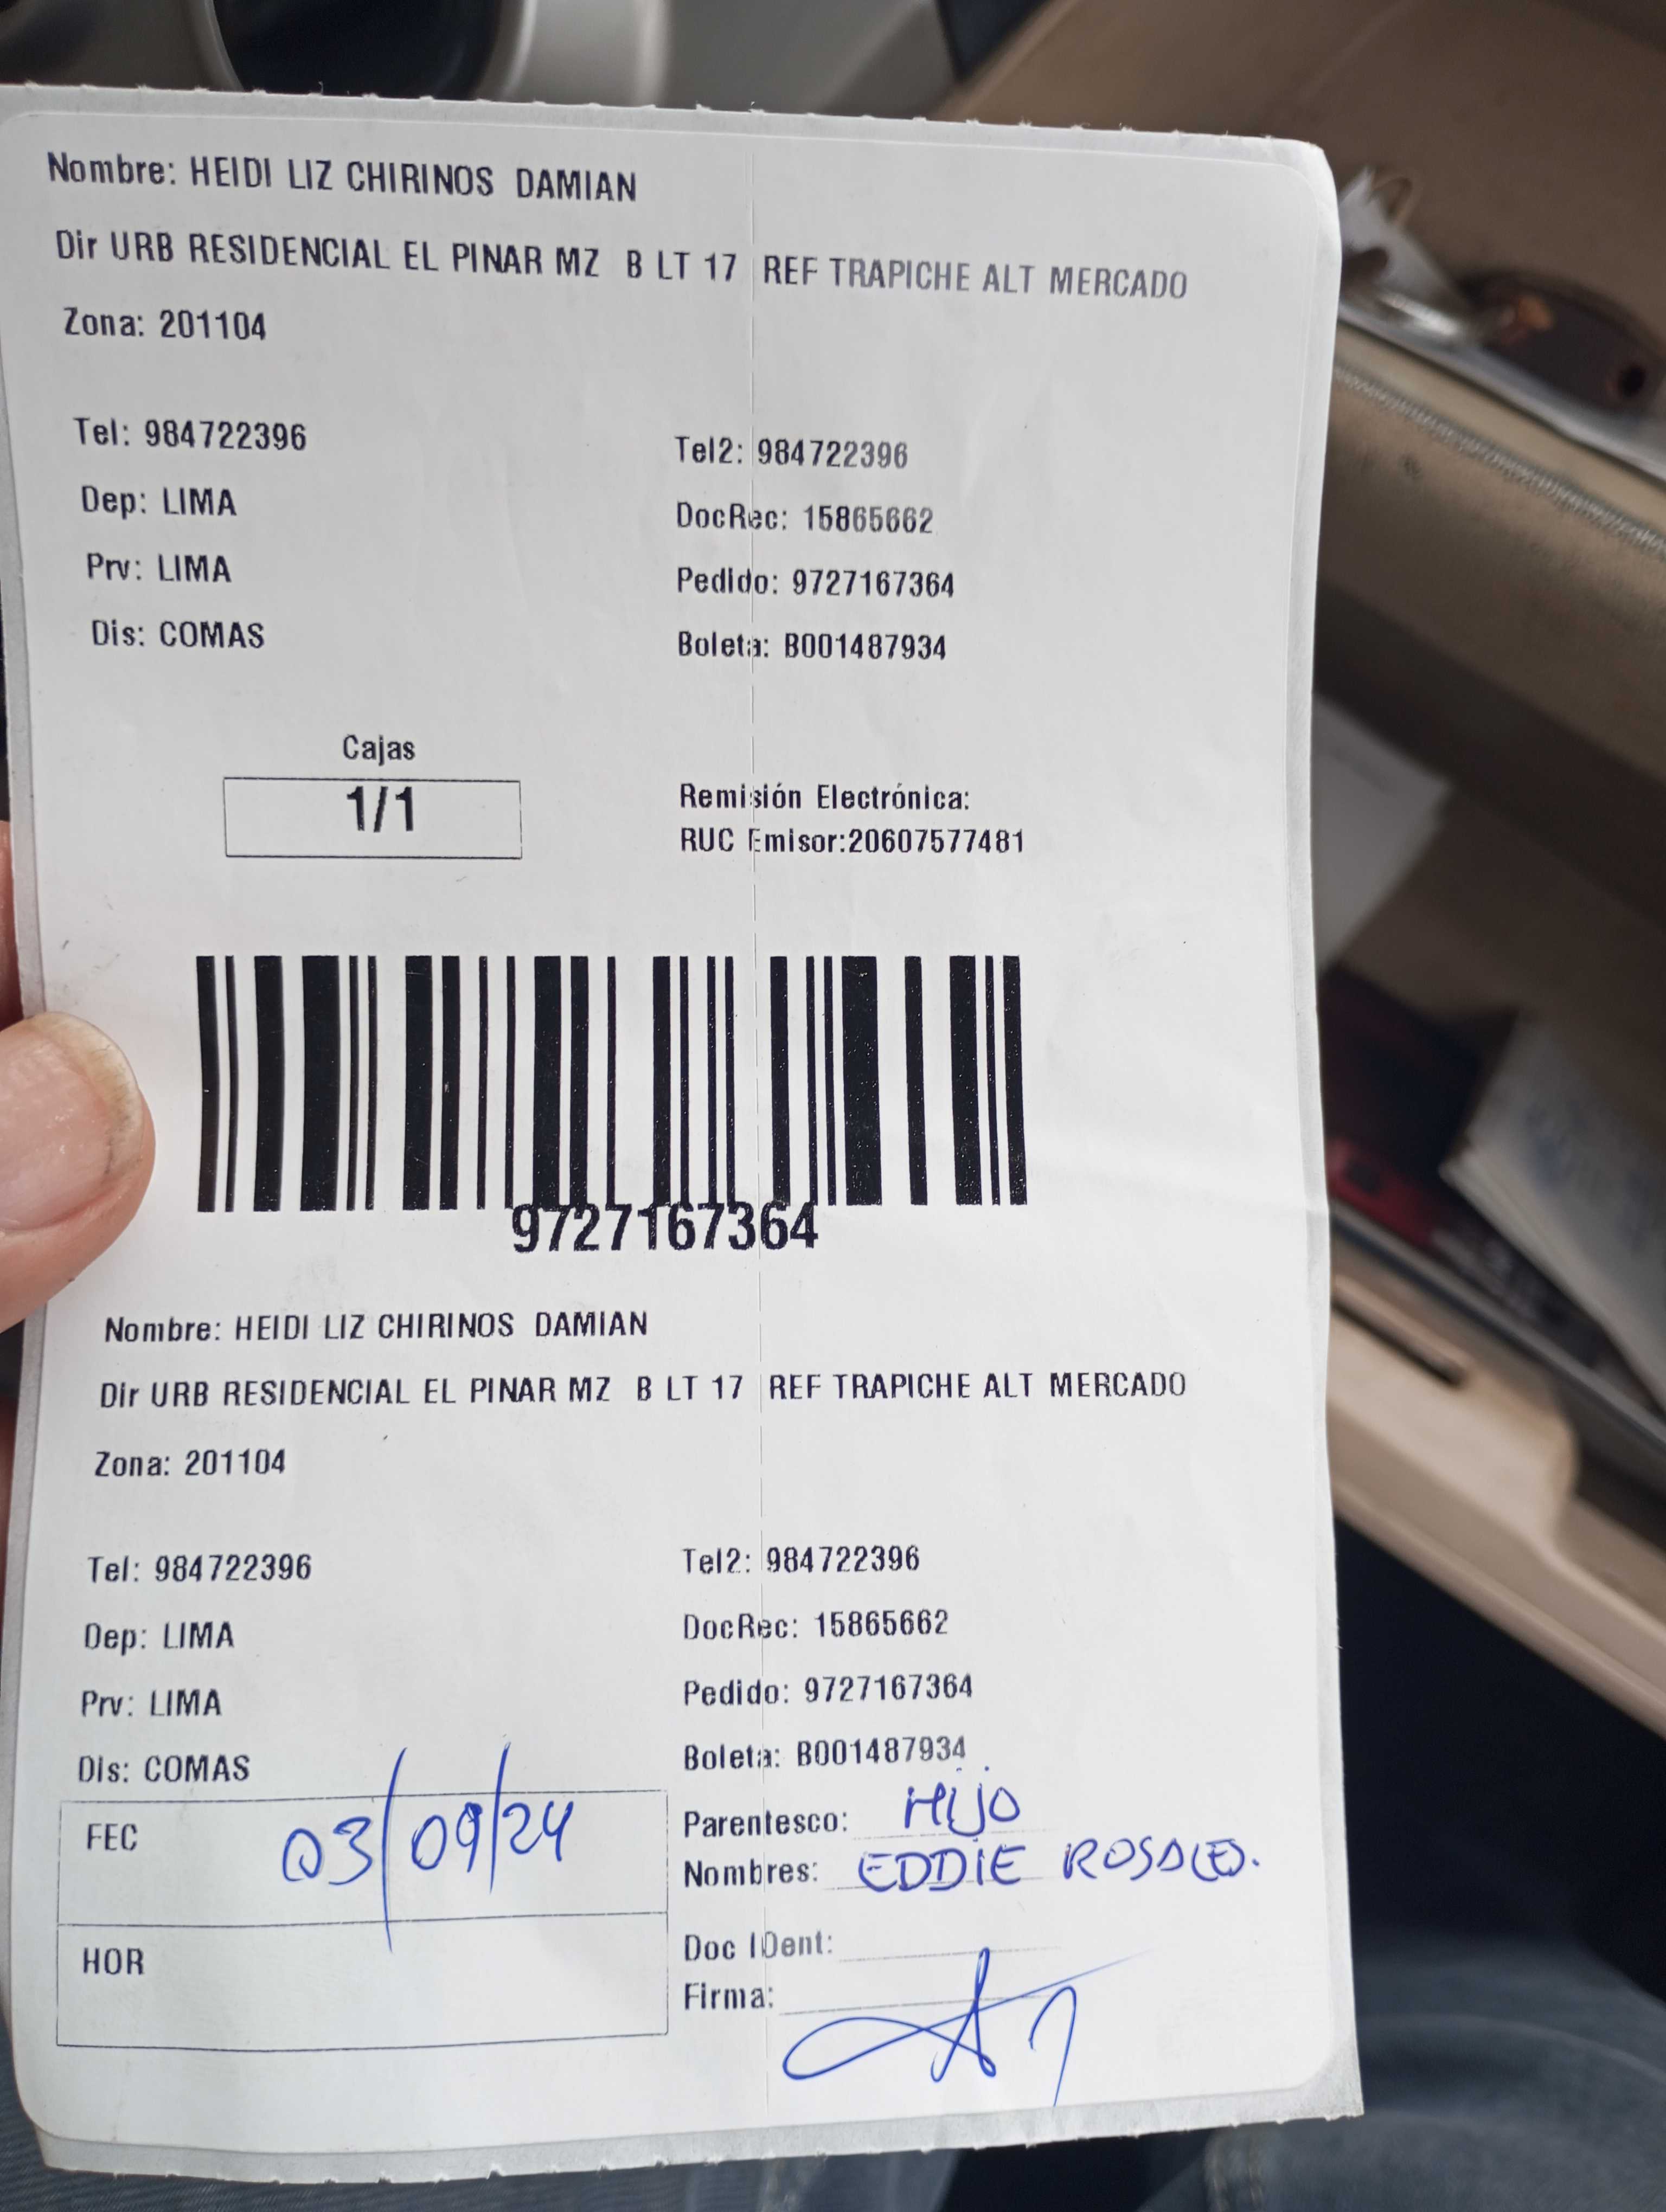 Nombre: HEIDI LIZ CHIRINOS DAMIAN
Dir URB RESIDENCIAL EL PINAR MZ B LT 17 REF TRAPICHE ALT MERCADO
Zona: 201104
Tel: 984722396 Tel2: 984722396
Dep: LIMA DocRec: 15865662
Prv: LIMA Pedido: 9727167364
Dis: COMAS Boleta: B001487934
Cajas
1/1
Remisión Electrónica:
RUC Emisor:20607577481
9727167364
Nombre: HEIDI LIZ CHIRINOS DAMIAN
Dir URB RESIDENCIAL EL PINAR MZ B LT 17 REF TRAPICHE ALT MERCADO
Zona: 201104
Tel: 984722396 Tel2: 984722396
Dep: LIMA DocRec: 15865662
Prv: LIMA Pedido: 9727167364
Dis: COMAS Boleta: B001487934
FEC 03/09/24
Parentesco: HIJO
Nombres: EDDIE ROSALES.
HOR
Doc IDent:
Firma: